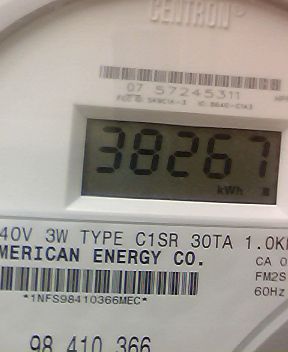 CENTRON®
07 57245311
38267
kWh
40V 3W TYPE C1SR 30TA 1.0K
MERICAN ENERGY CO.
CA 0
FM2S
60Hz
*1NFS98410366MEC*
98 410 366